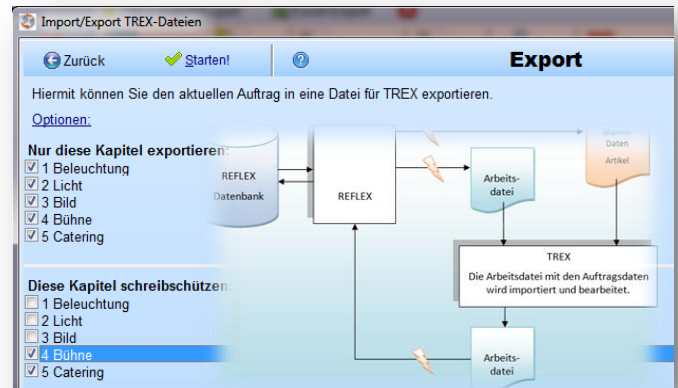 Import/Export TREX-Dateien
Zurück
Starten!
Export
Hiermit können Sie den aktuellen Auftrag in eine Datei für TREX exportieren.
Optionen:
Nur diese Kapitel exportieren:
1 Beleuchtung
2 Licht
3 Bild
4 Bühne
5 Catering
Diese Kapitel schreibschützen:
1 Beleuchtung
2 Licht
3 Bild
4 Bühne
5 Catering
REFLEX
Datenbank
REFLEX
Arbeits-
datei
Daten
Artikel
TREX
Die Arbeitsdatei mit den Auftragsdaten
wird importiert und bearbeitet.
Arbeits-
datei